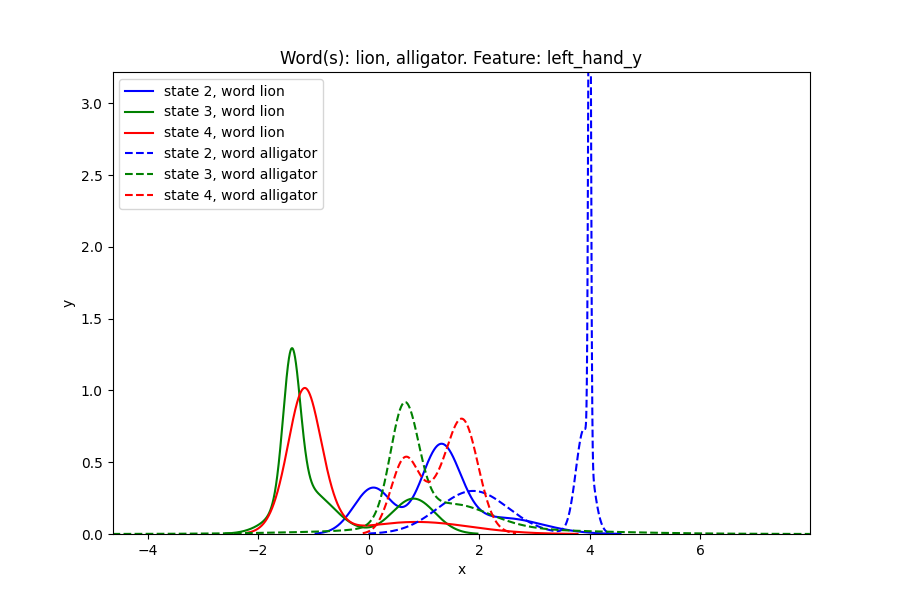 Word(s): lion, alligator. Feature: left_hand_y
state 2, word lion
state 3, word lion
state 4, word lion
state 2, word alligator
state 3, word alligator
state 4, word alligator
3.0
2.5
2.0
1.5
1.0
0.5
0.0
y
−4 −2 0 2 4 6
x